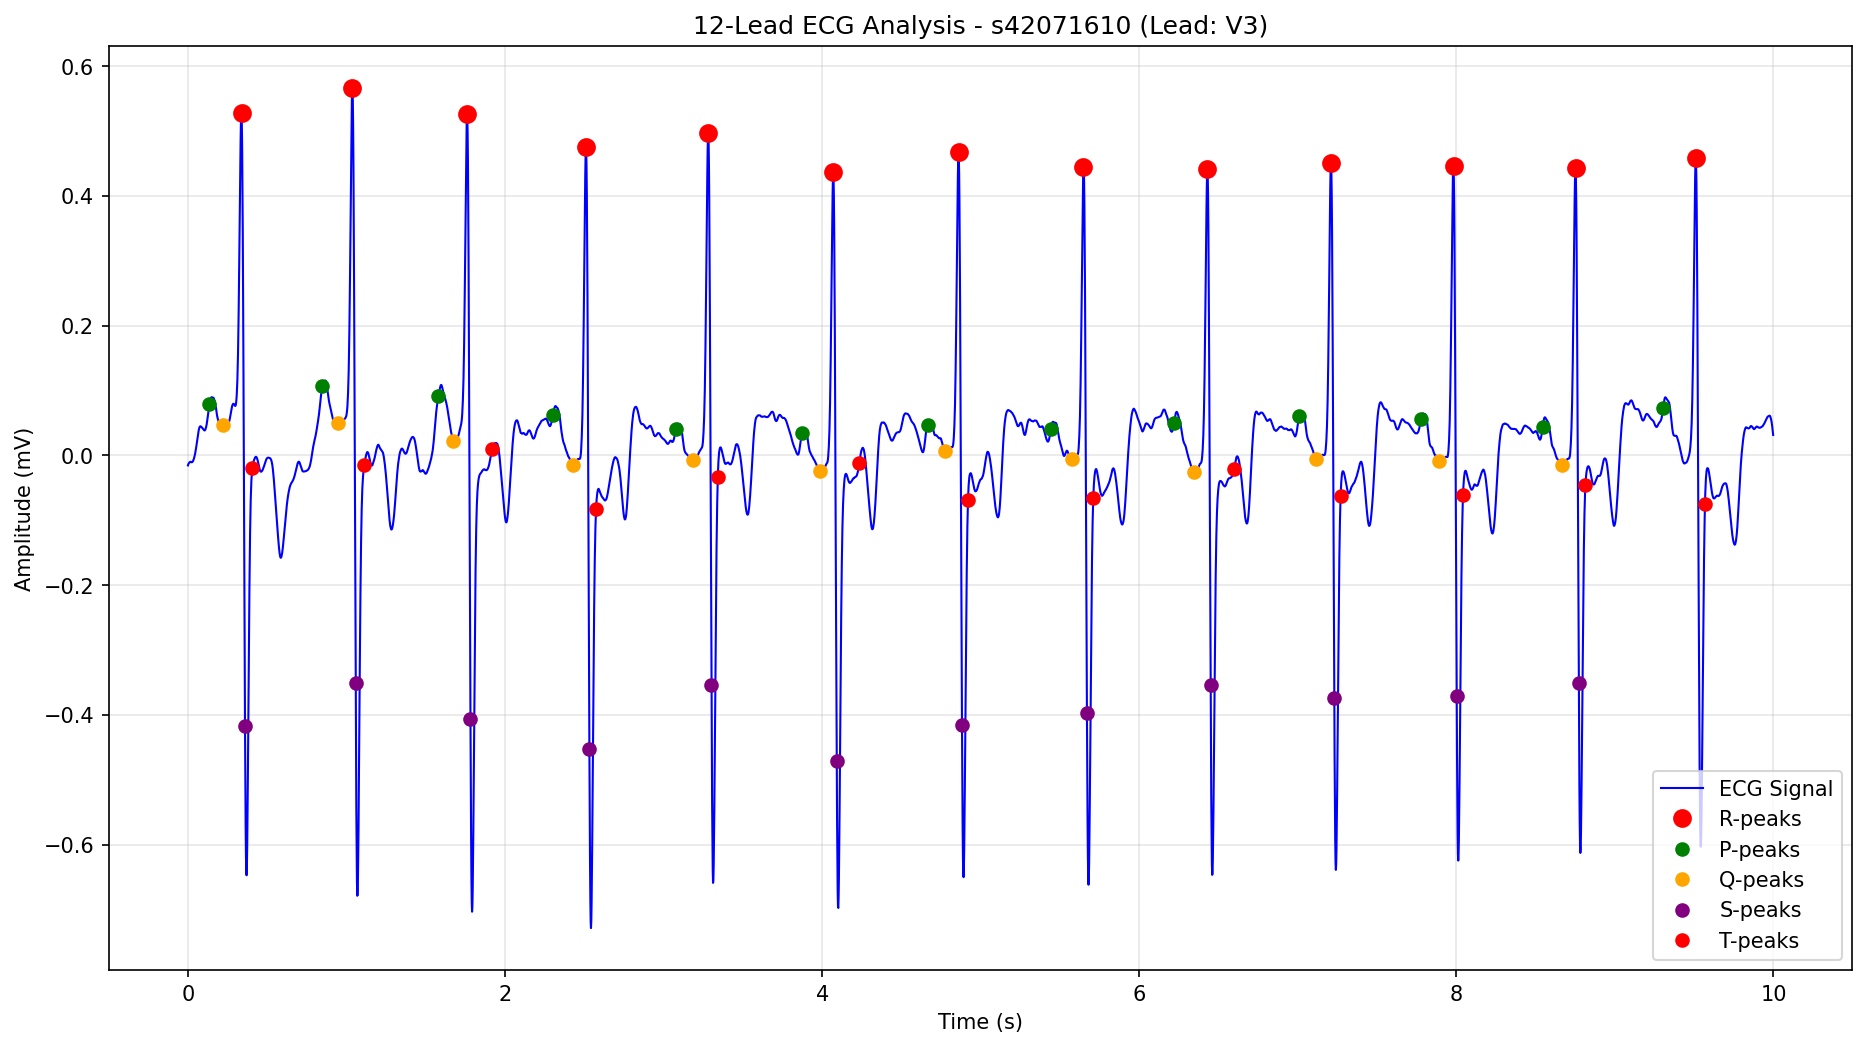 12-Lead ECG Analysis - s42071610 (Lead: V3)
Amplitude (mV)
0.6
0.4
0.2
0.0
−0.2
−0.4
−0.6
0
2
4
6
8
10
Time (s)
ECG Signal
R-peaks
P-peaks
Q-peaks
S-peaks
T-peaks